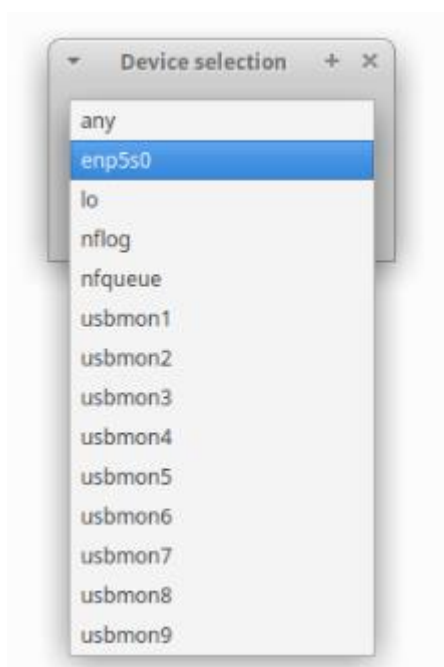 Device selection
any
enp5s0
lo
nflog
nfqueue
usbmon1
usbmon2
usbmon3
usbmon4
usbmon5
usbmon6
usbmon7
usbmon8
usbmon9